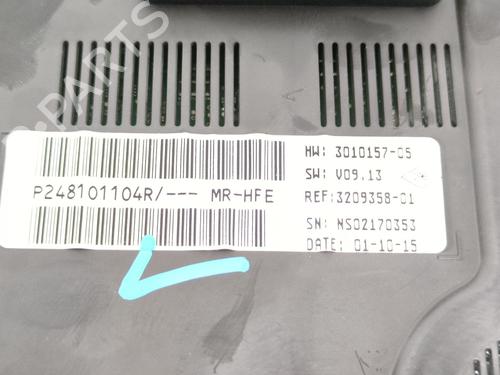 PARTS
HW: 3010157-05
SW: V09.13
P248101104R/--- MR-HFE
REF: 3209358-01
SN: NS02170353
DATE: 01-10-15